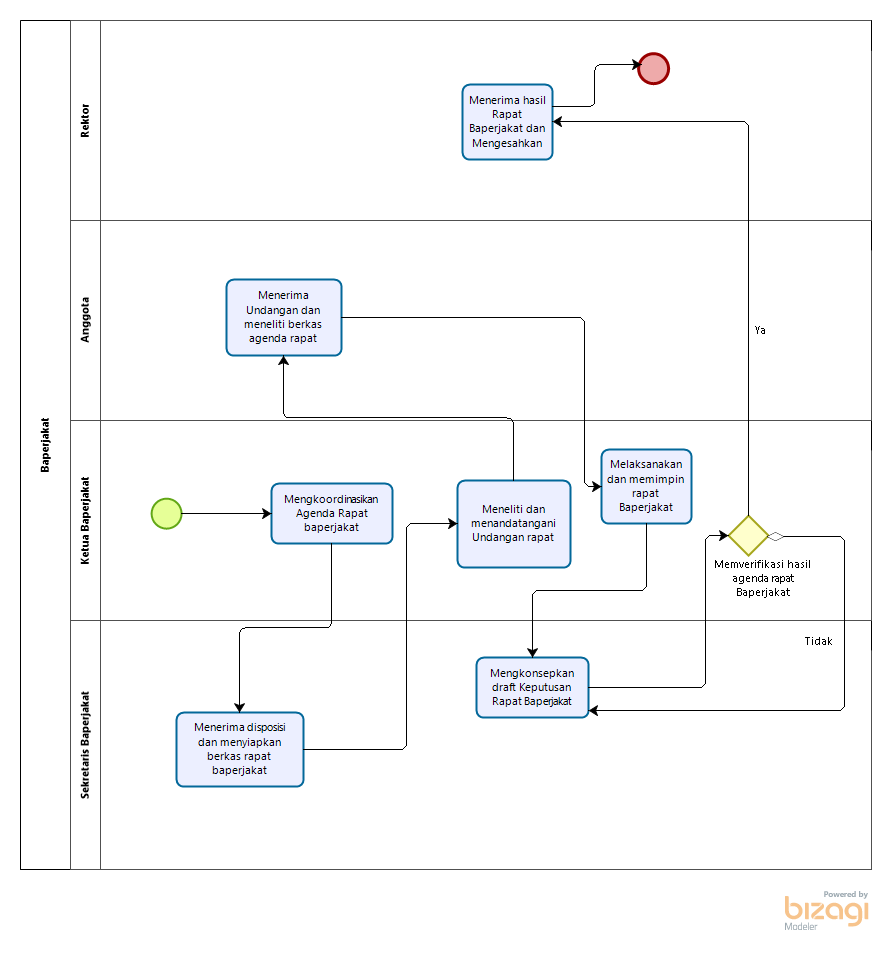 Baperjakat
Rektor
Menerima hasil
Rapat
Baperjakat dan
Mengesahkan
Anggota
Menerima
Undangan dan
meneliti berkas
agenda rapat
Ya
Ketua Baperjakat
Mengkoordinasikan
Agenda Rapat
baperjakat
Meneliti dan
menandatangani
Undangan rapat
Melaksanakan
dan memimpin
rapat
Baperjakat
Memverifikasi hasil
agenda rapat
Baperjakat
Tidak
Sekretaris Baperjakat
Menerima disposisi
dan menyiapkan
berkas rapat
baperjakat
Mengkonsepkan
draft Keputusan
Rapat Baperjakat
Powered by
bizagi
Modeler